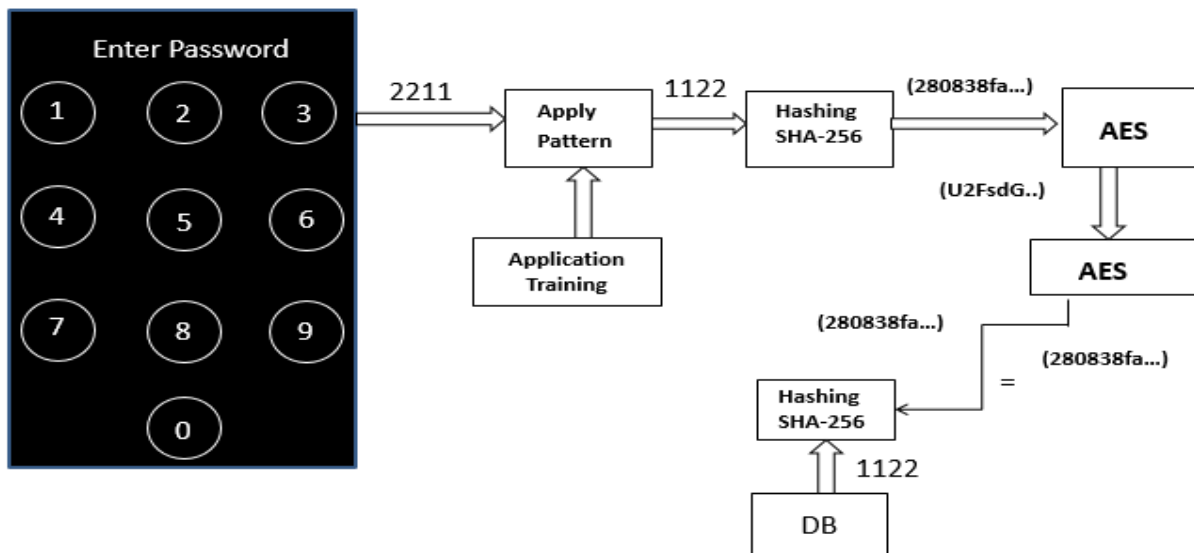 Enter Password
1 2 3
4 5 6
7 8 9
0
2211
Apply
Pattern
Application
Training
1122
Hashing
SHA-256
(280838fa...)
AES
(U2FsdG..)
AES
(280838fa...)
=
(280838fa...)
Hashing
SHA-256
1122
DB